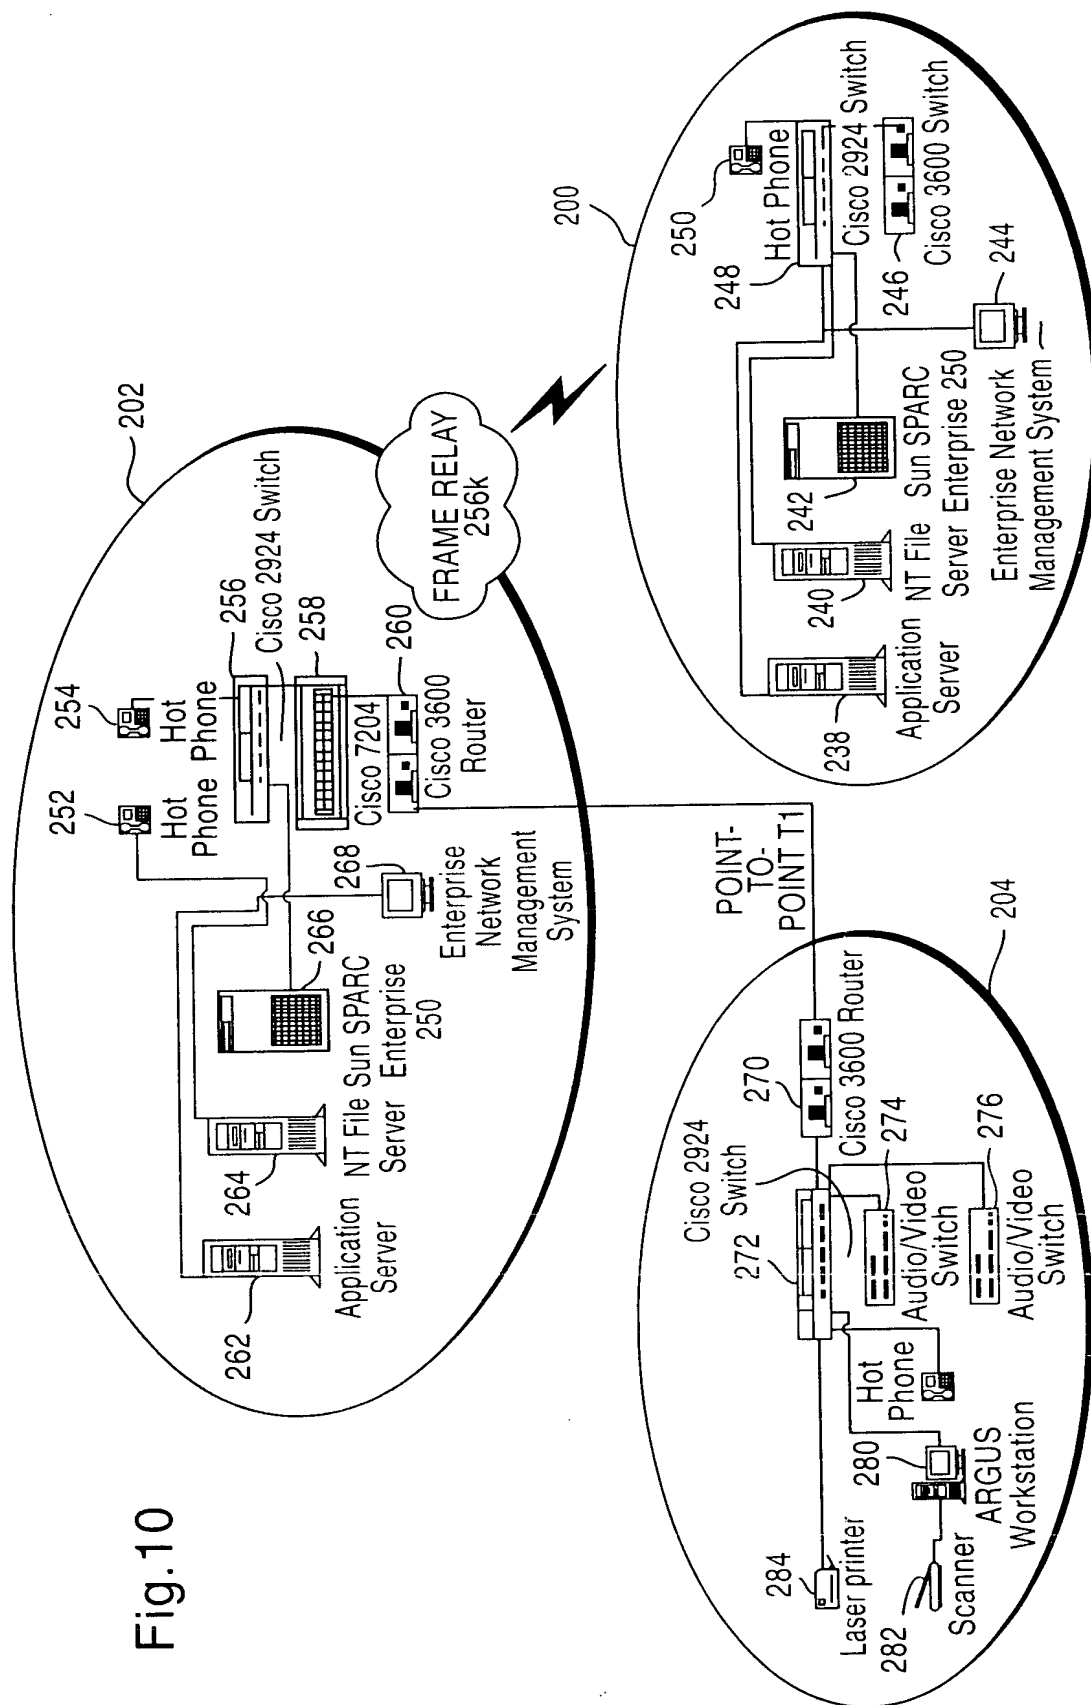 Fig.10
202
252
254
Hot
Phone
Hot
Phone
256
Cisco 2924 Switch
258
Cisco 7204
260
Cisco 3600
Router
262
Application
Server
264
NT File
Server
266
Sun SPARC
Enterprise
250
268
Enterprise
Network
Management
System
FRAME RELAY
256k
POINT-
TO-
POINT T1
204
270
Cisco 3600 Router
Cisco 2924
Switch
272
274
Audio/Video
Switch
276
Audio/Video
Switch
Hot
Phone
280
ARGUS
Workstation
284
Laser printer
282
Scanner
200
250
Hot Phone
248
Cisco 2924 Switch
246
Cisco 3600 Switch
244
Enterprise Network
Management System
242
Sun SPARC
Enterprise 250
240
NT File
Server
238
Application
Server